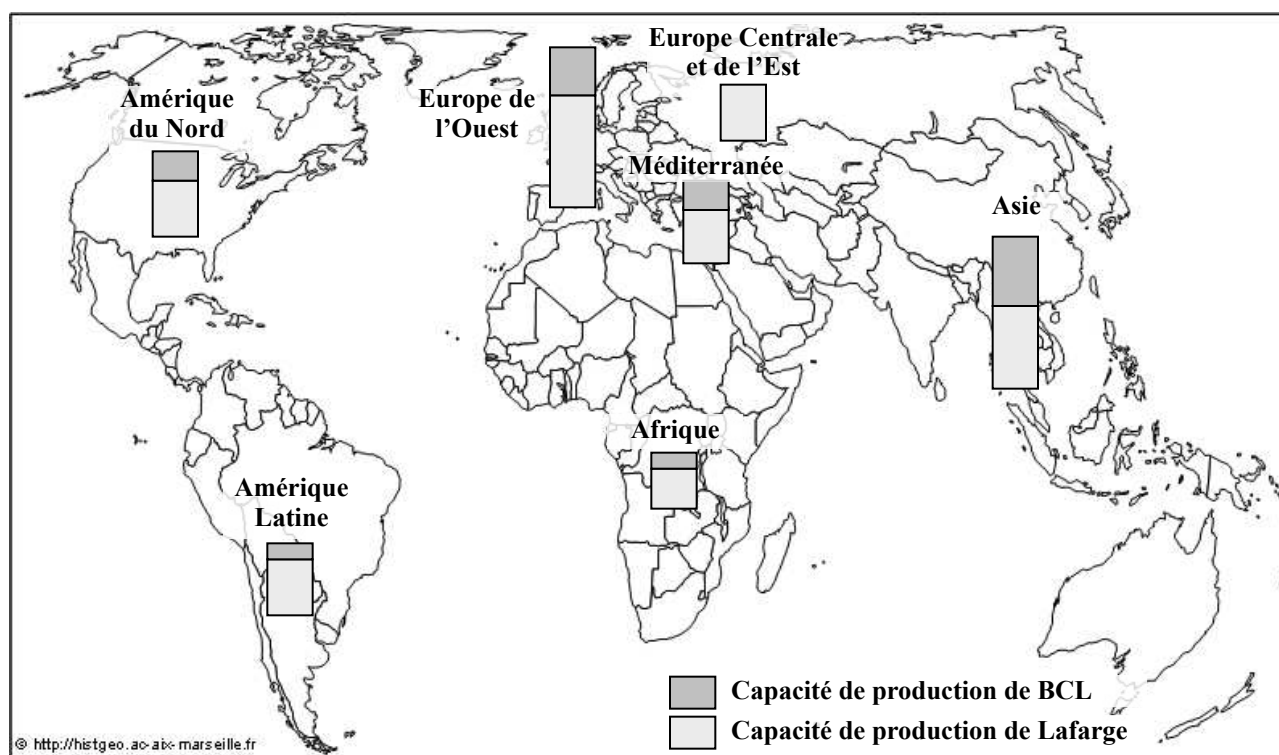 Europe Centrale
et de l’Est
Amérique
du Nord
Europe de
l’Ouest
Méditerranée
Asie
Afrique
Amérique
Latine
Capacité de production de BCL
Capacité de production de Lafarge
© http://histgeo.ac-aix-marseille.fr